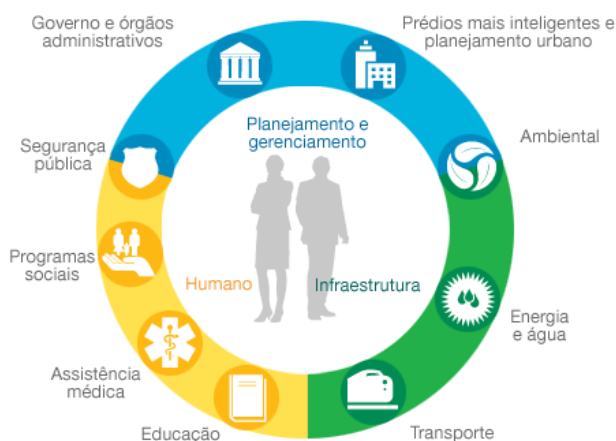 Governo e órgãos
administrativos
Prédios mais inteligentes e
planejamento urbano
Planejamento e
gerenciamento
Segurança
pública
Ambiental
Programas
sociais
Humano
Infraestrutura
Energia
e água
Assistência
médica
Educação
Transporte